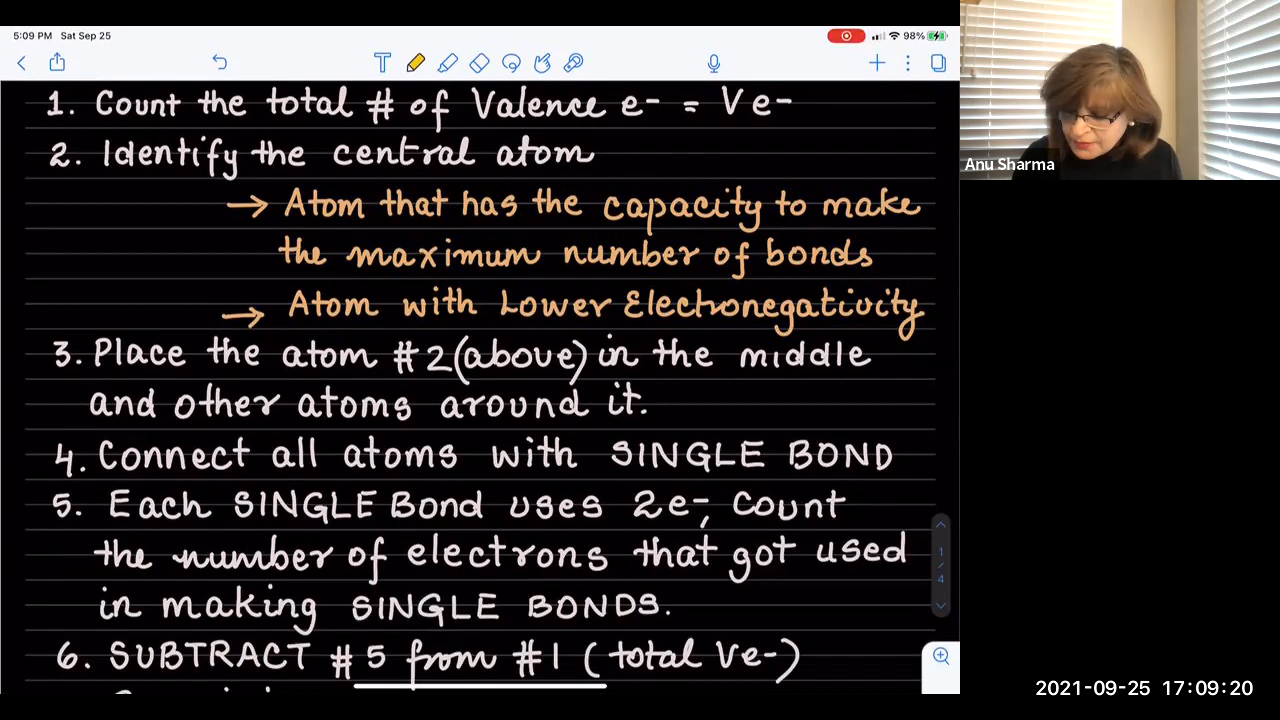 5:09 PM Sat Sep 25
98%
1. Count the total # of Valence e- = Ve-
2. Identify the central atom
→ Atom that has the capacity to make
the maximum number of bonds
→ Atom with Lower Electronegativity
3. Place the atom #2 (above) in the middle
and other atoms around it.
4. Connect all atoms with SINGLE BOND
5. Each SINGLE Bond uses 2e-, Count
the number of electrons that got used
in making SINGLE BONDS.
6. SUBTRACT #5 from #1 (total Ve-)
1
/
4
Anu Sharma
2021-09-25 17:09:20